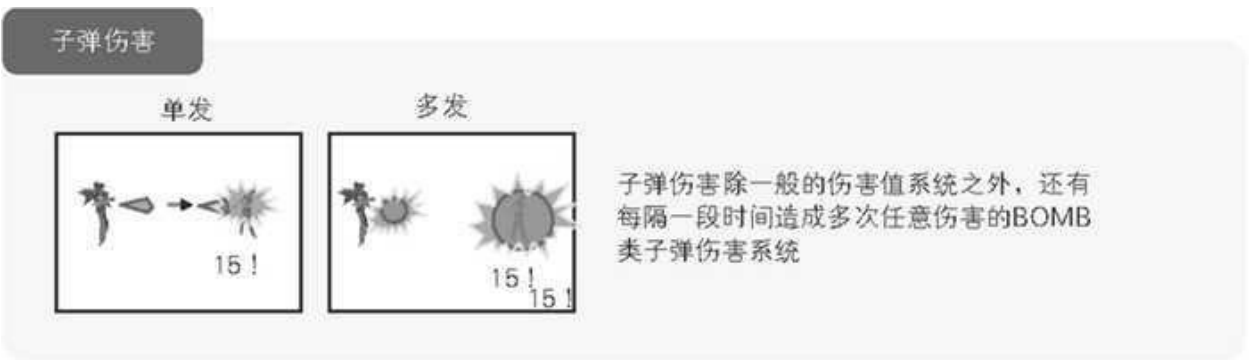 子弹伤害
单发
多发
15！
15！
15！
子弹伤害除一般的伤害值系统之外，还有
每隔一段时间造成多次任意伤害的BOMB
类子弹伤害系统